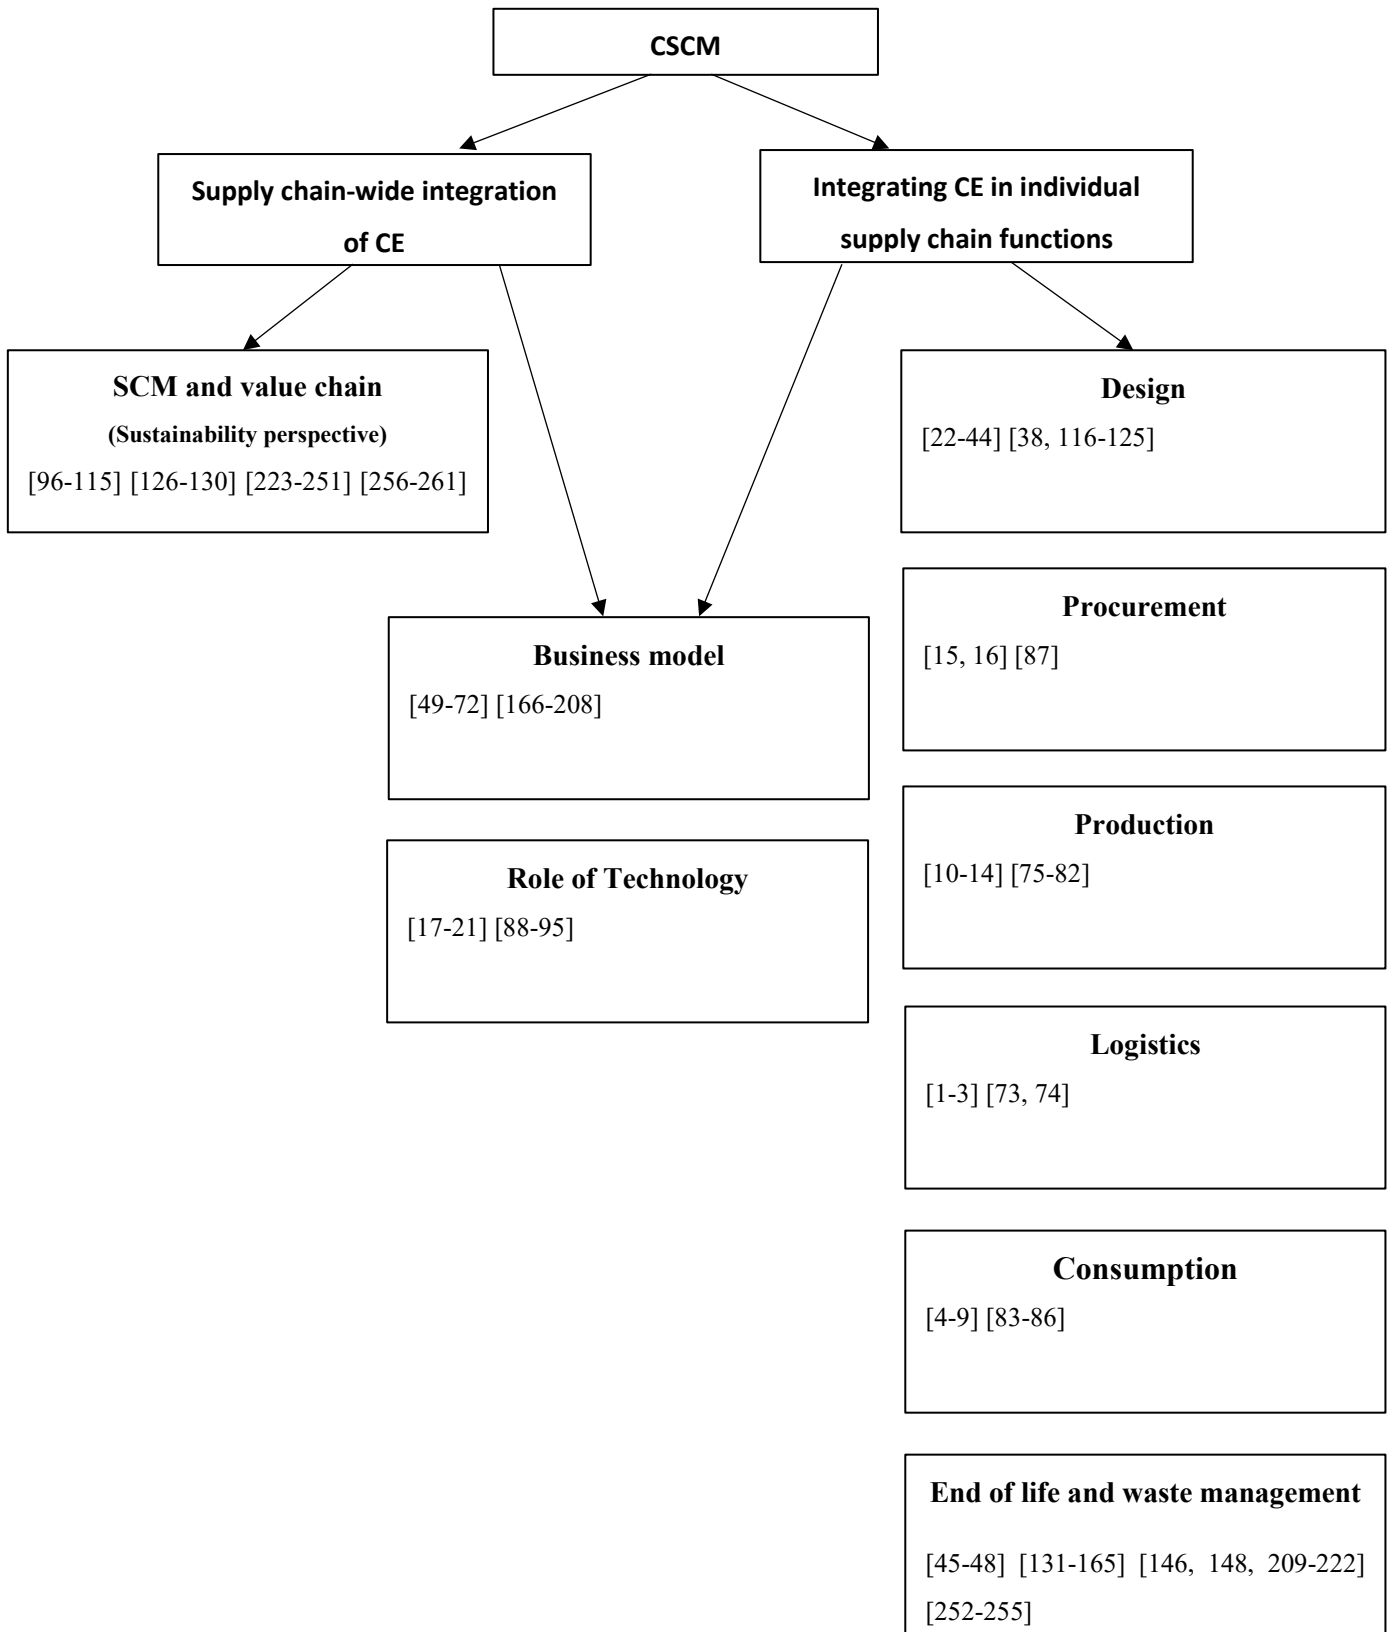 CSCM
Supply chain-wide integration
of CE
Integrating CE in individual
supply chain functions
SCM and value chain
(Sustainability perspective)
[96-115] [126-130] [223-251] [256-261]
Design
[22-44] [38, 116-125]
Procurement
[15, 16] [87]
Business model
[49-72] [166-208]
Production
[10-14] [75-82]
Role of Technology
[17-21] [88-95]
Logistics
[1-3] [73, 74]
Consumption
[4-9] [83-86]
End of life and waste management
[45-48] [131-165] [146, 148, 209-222]
[252-255]